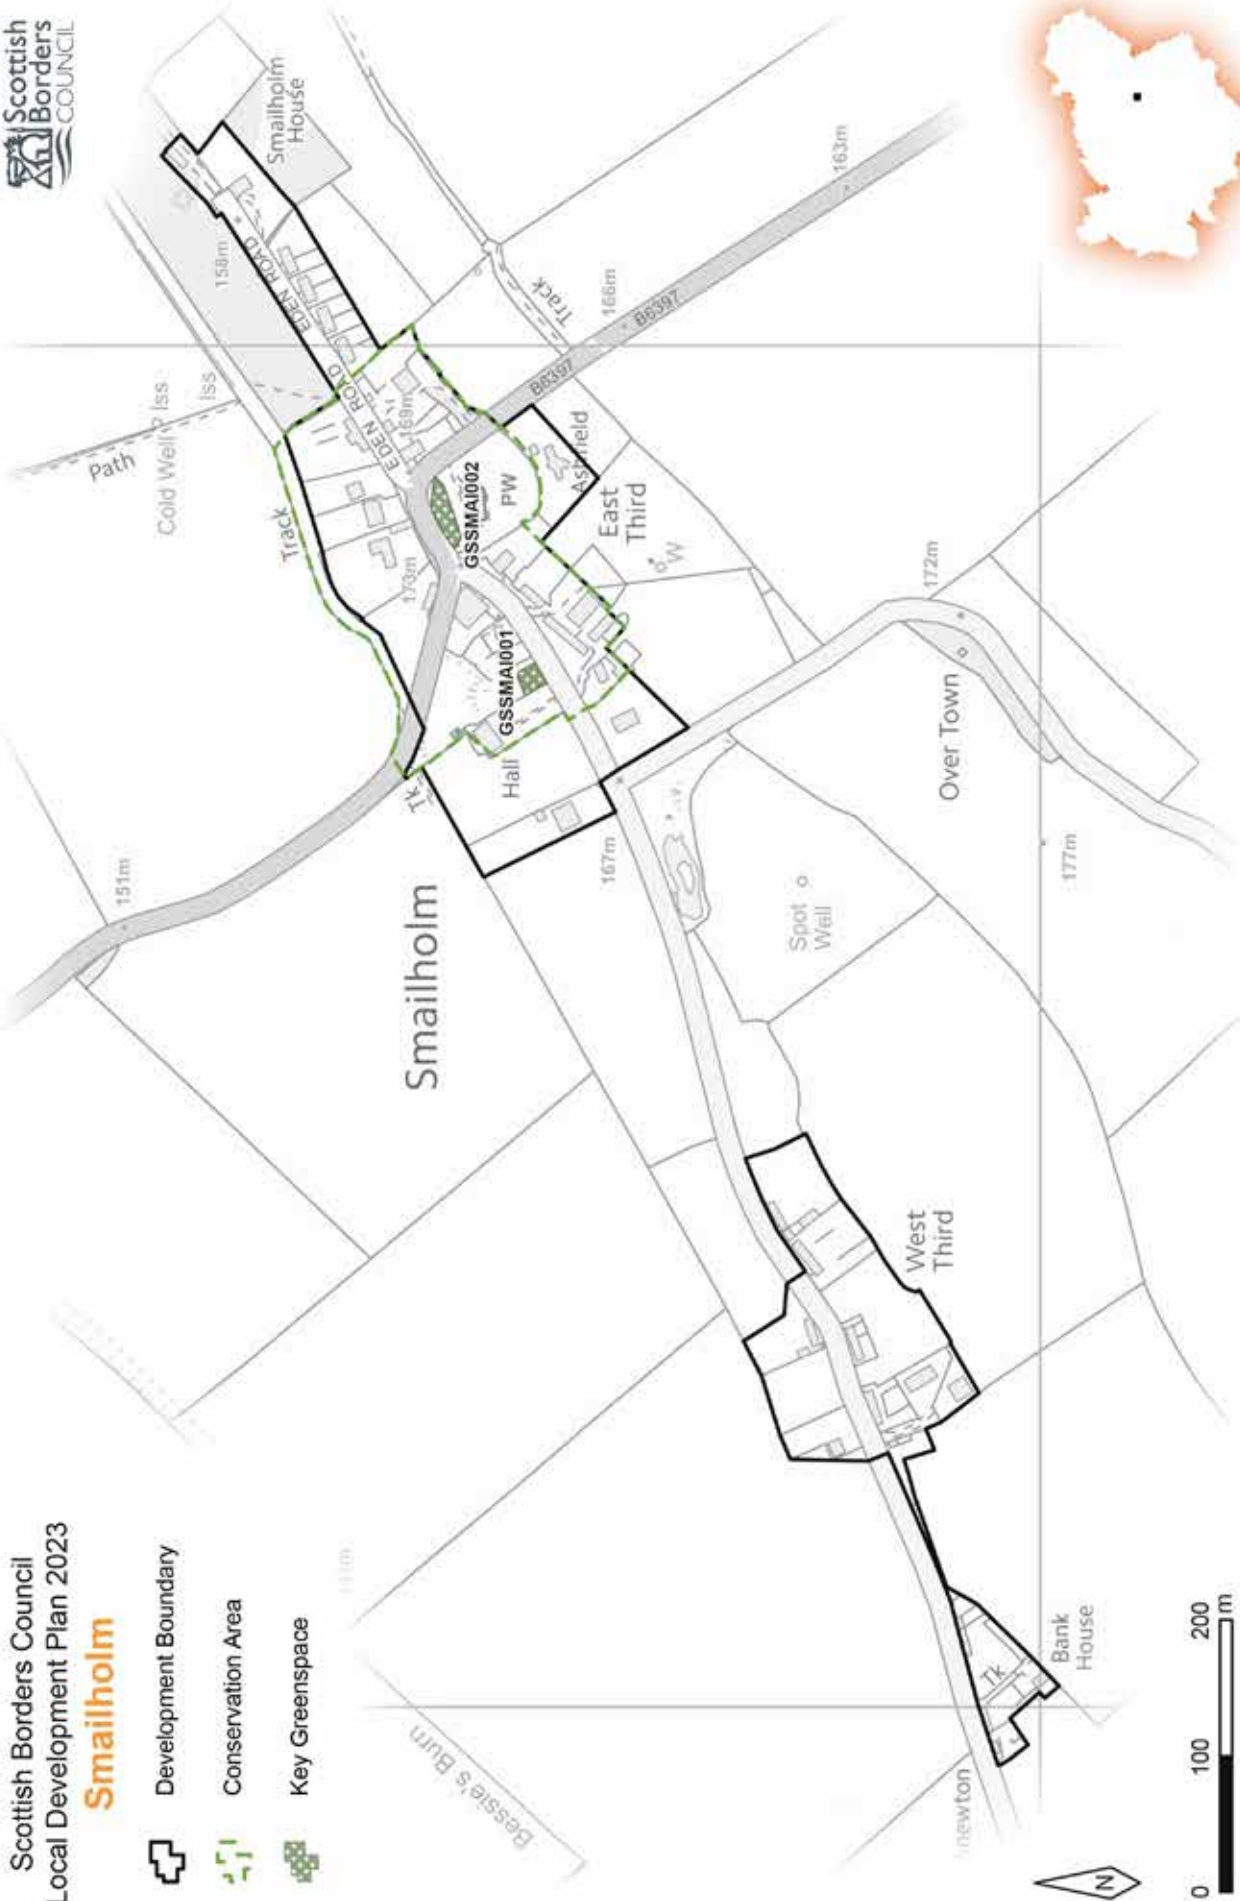 Scottish Borders Council
Local Development Plan 2023
Smailholm
Development Boundary
Conservation Area
Key Greenspace
Scottish
Borders
COUNCIL
151m
Path
Cold Well
Iss
Iss
Track
158m
EDEN ROAD
EDEN ROAD
EDEN ROAD
Smailholm
House
169m
173m
Tk
GSSMAI002
PW
GSSMAI001
Hall
Ashfield
East
Third
W
B6397
B6397
Track
166m
163m
Smailholm
167m
172m
Over Town
177m
Spot
Well
West
Third
Bessie's Burn
Tk
Bank
House
newton
N
0 100 200
m